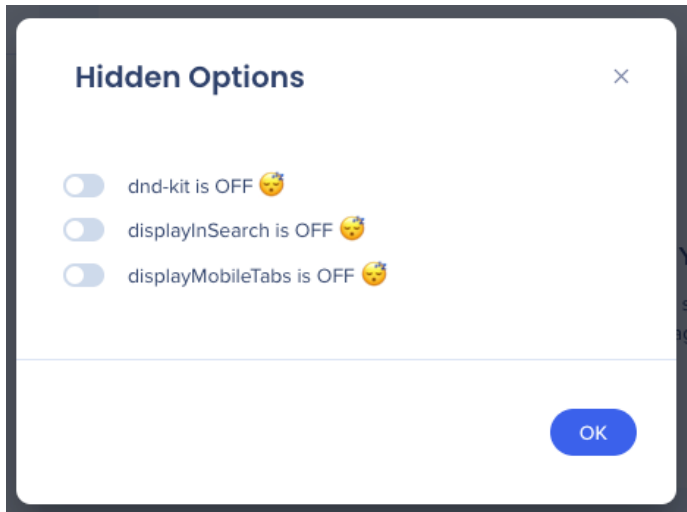 Hidden Options
dnd-kit is OFF 😴
displayInSearch is OFF 😴
displayMobileTabs is OFF 😴
OK